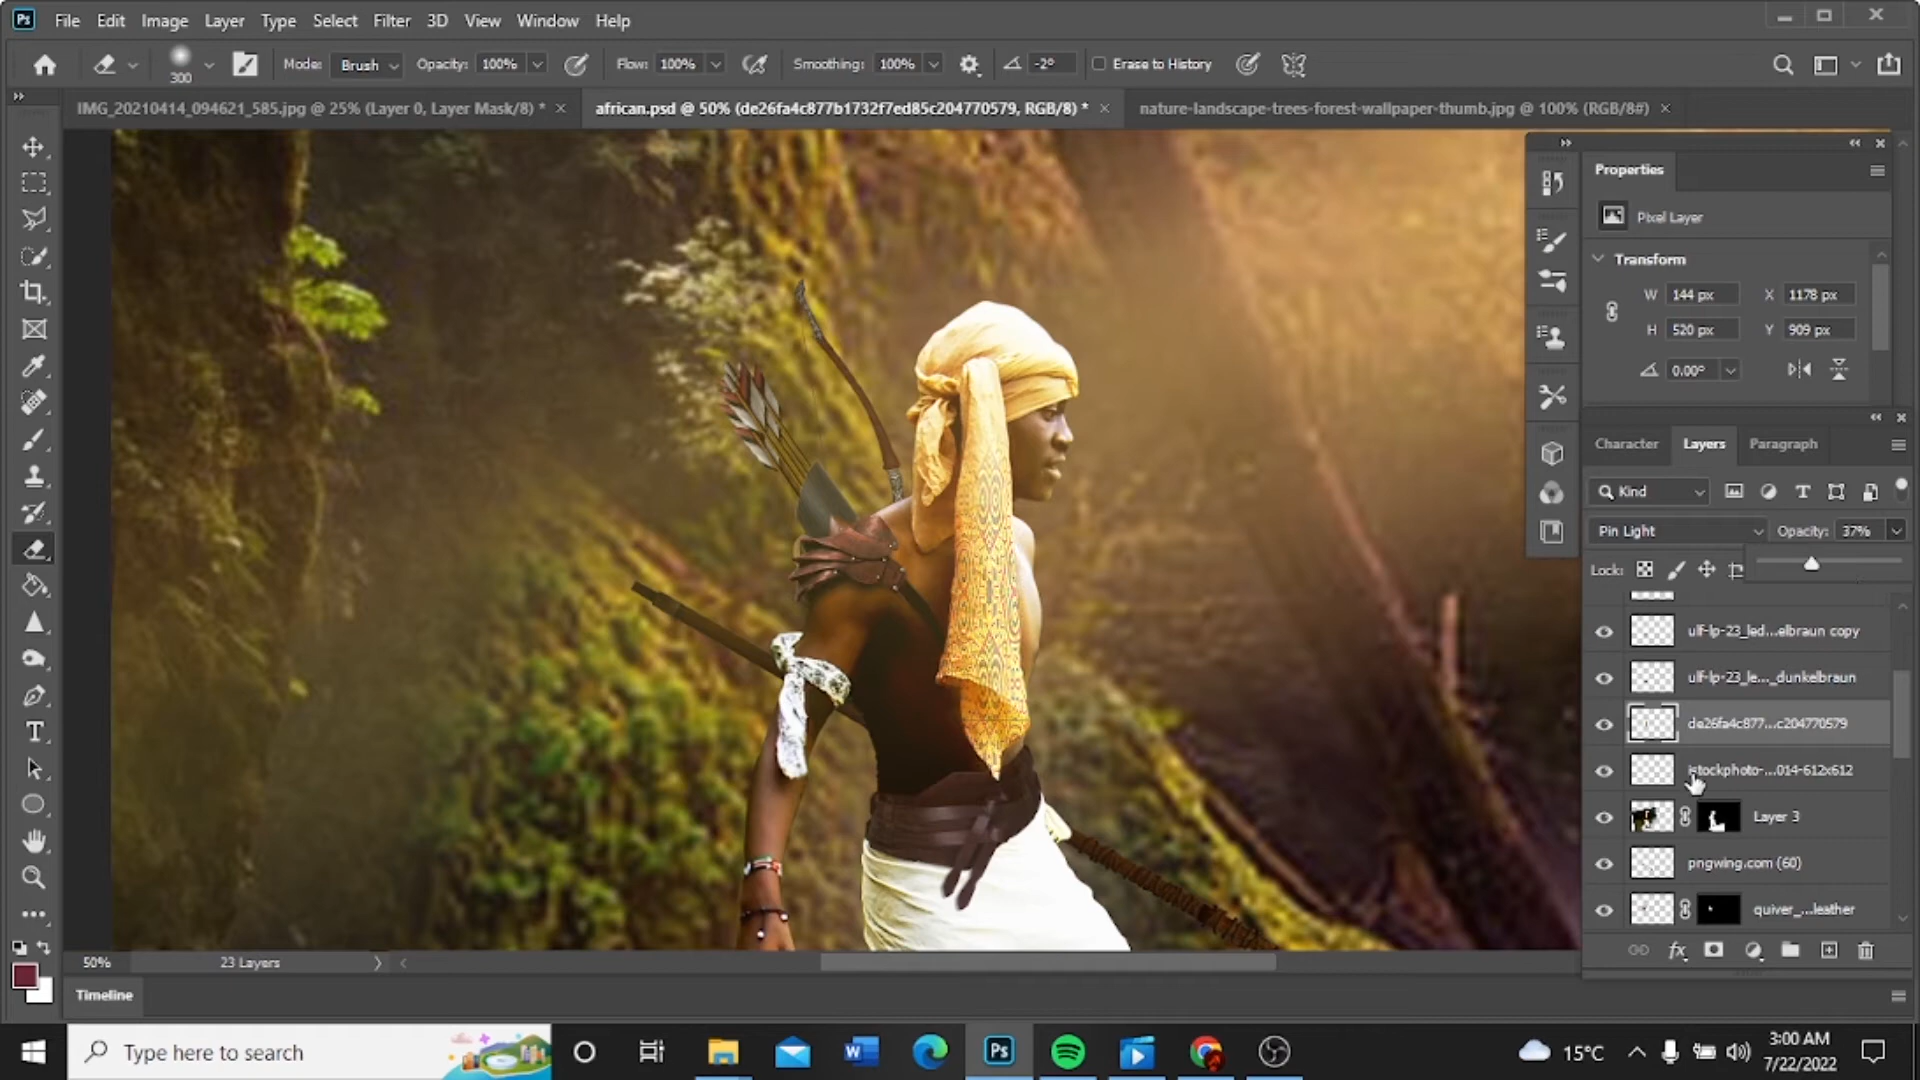 Ps File Edit Image Layer Type Select Filter 3D View Window Help
300 Mode: Brush Opacity: 100% Flow: 100% Smoothing: 100% -2° Erase to History
IMG_20210414_094621_585.jpg @ 25% (Layer 0, Layer Mask/8) * african.psd @ 50% (de26fa4c877b1732f7ed85c204770579, RGB/8) * nature-landscape-trees-forest-wallpaper-thumb.jpg @ 100% (RGB/8#)
Properties
Pixel Layer
Transform
W 144 px X 1178 px
H 520 px Y 909 px
0.00°
Character Layers Paragraph
Kind
Pin Light Opacity: 37%
Lock:
ulf-lp-23_led...elbraun copy
ulf-lp-23_le..._dunkelbraun
de26fa4c877...c204770579
istockphoto-...014-612x612
Layer 3
pngwing.com (60)
quiver_...leather
50% 23 Layers
Timeline
Type here to search
15°C
3:00 AM
7/22/2022